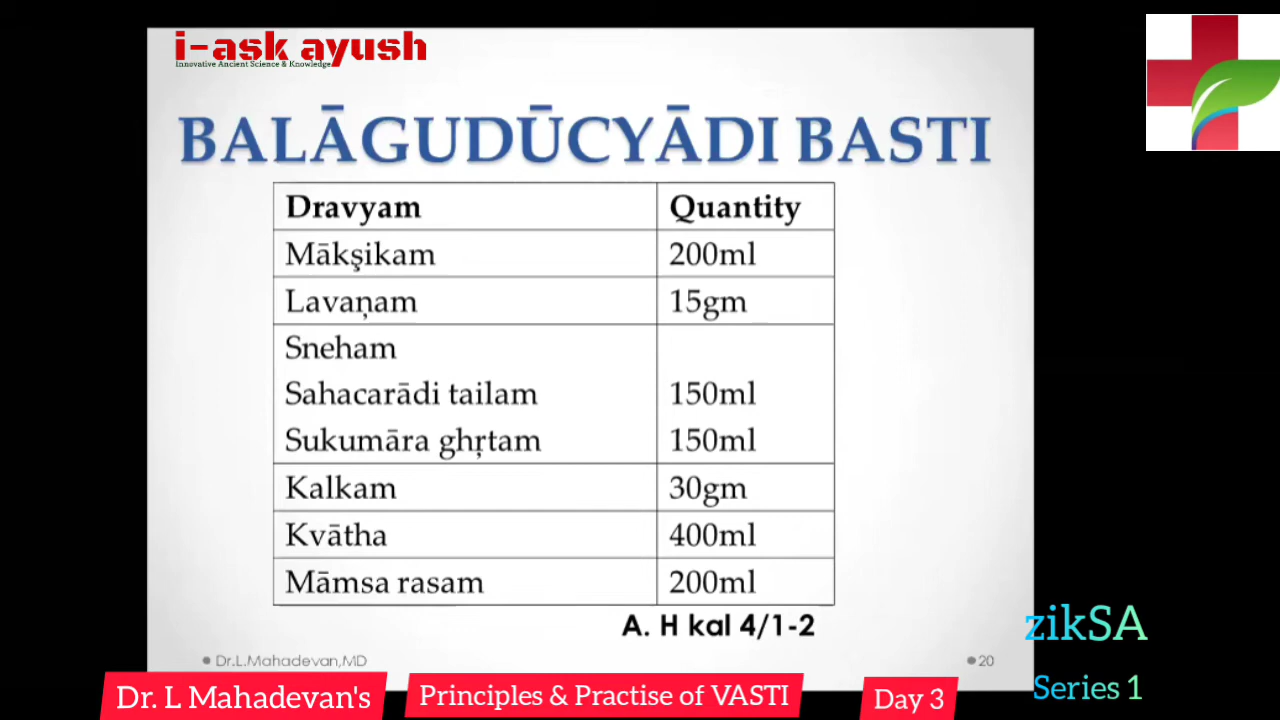 i-ask ayush
Innovative Ancient Science & Knowledge
BALĀGUDŪCYĀDI BASTI
Dravyam Quantity
Mākşikam 200ml
Lavaṇam 15gm
Sneham
Sahacarādi tailam 150ml
Sukumāra ghṛtam 150ml
Kalkam 30gm
Kvātha 400ml
Māmsa rasam 200ml
A. H kal 4/1-2
Dr.L.Mahadevan,MD
20
zikSA
Series 1
Dr. L Mahadevan's
Principles & Practise of VASTI
Day 3